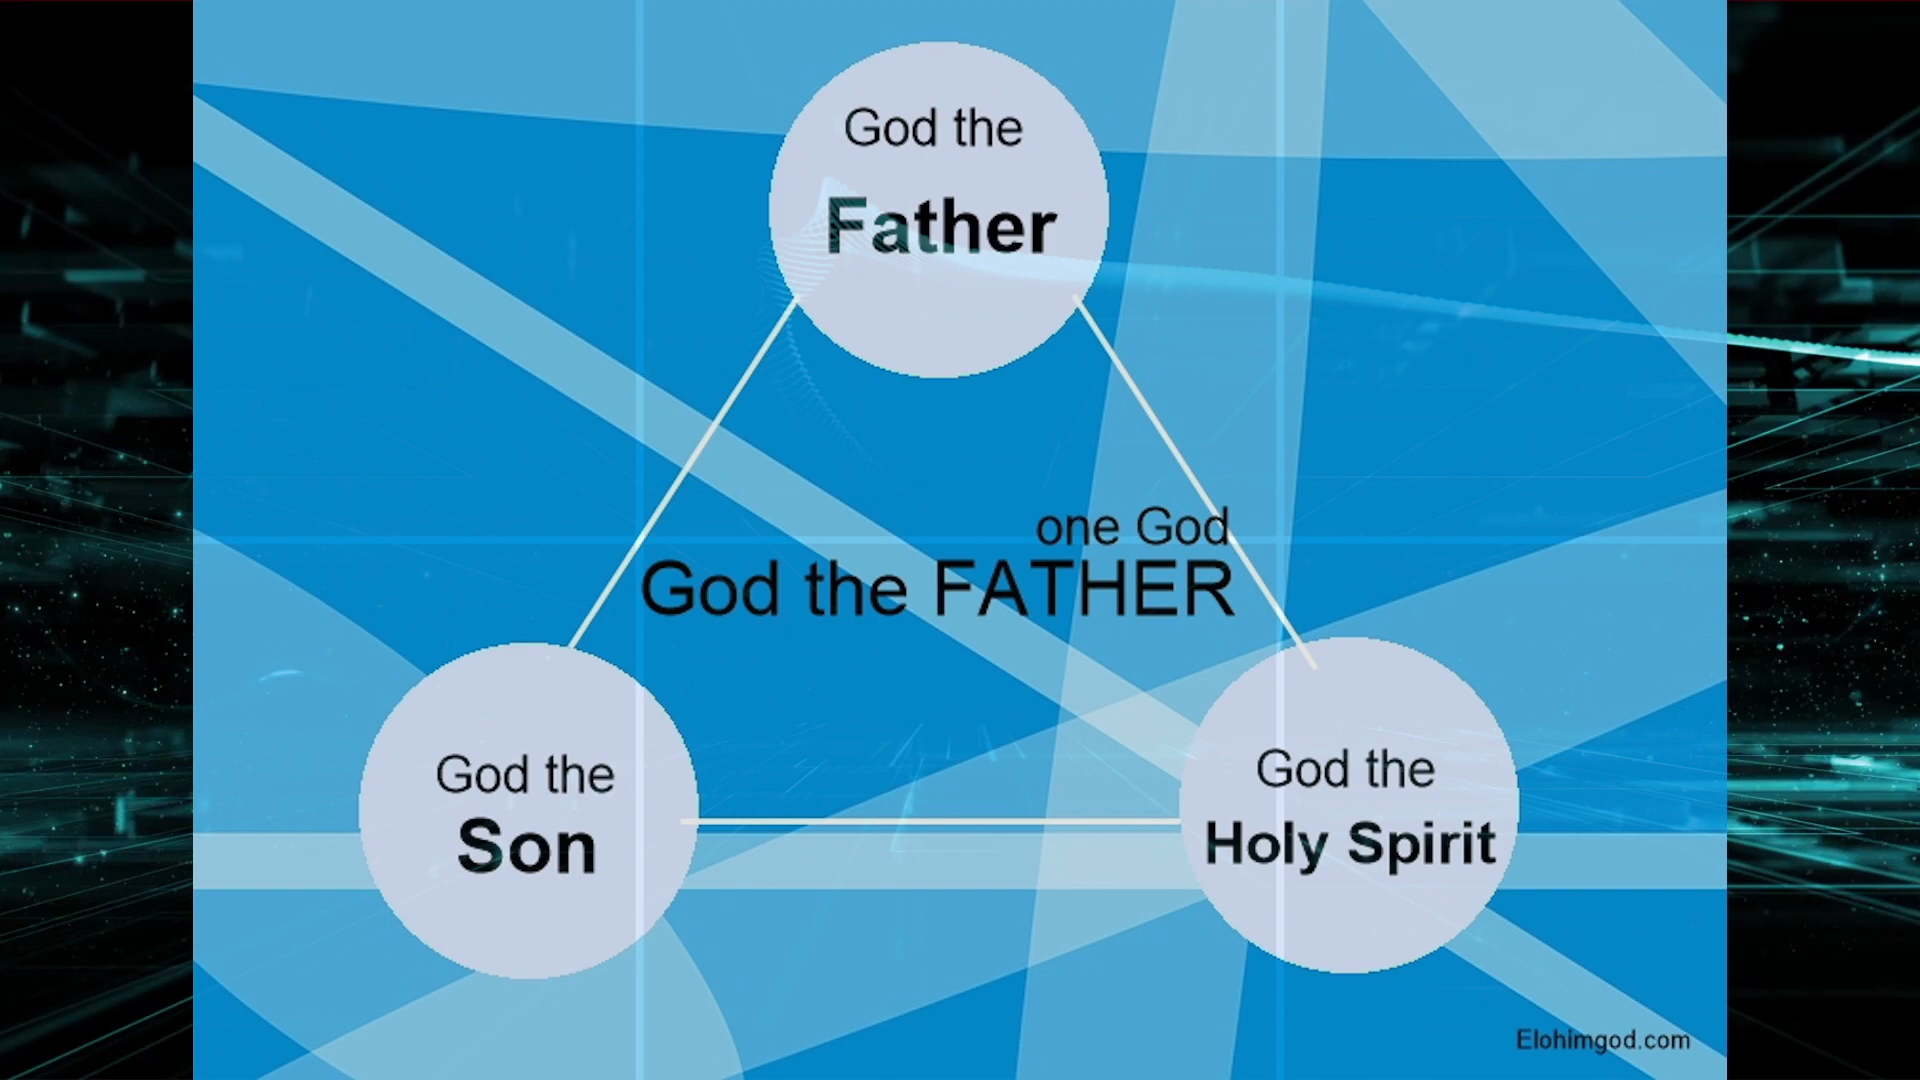 God the
Father
one God
God the FATHER
God the
Son
God the
Holy Spirit
Elohimgod.com